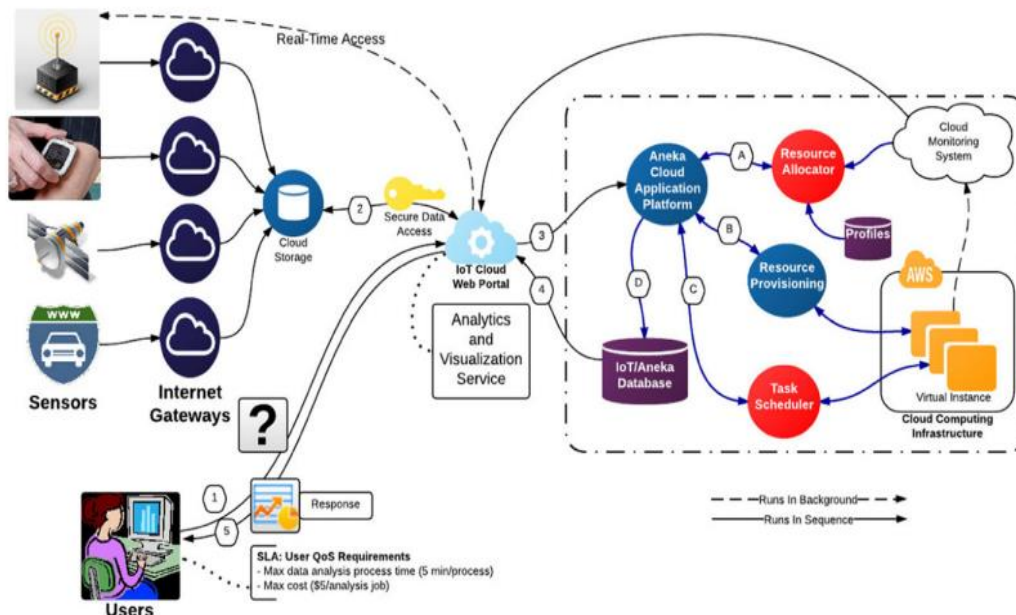 Real-Time Access
WWW
Sensors
Internet
Gateways
Cloud
Storage
2
Secure Data
Access
IoT Cloud
Web Portal
Analytics
and
Visualization
Service
3
4
Aneka
Cloud
Application
Platform
A
Resource
Allocator
Cloud
Monitoring
System
Profiles
B
Resource
Provisioning
C
D
IoT/Aneka
Database
Task
Scheduler
AWS
Virtual Instance
Cloud Computing
Infrastructure
?
1
5
Response
Users
SLA: User QoS Requirements
- Max data analysis process time (5 min/process)
- Max cost ($5/analysis job)
Runs In Background
Runs In Sequence